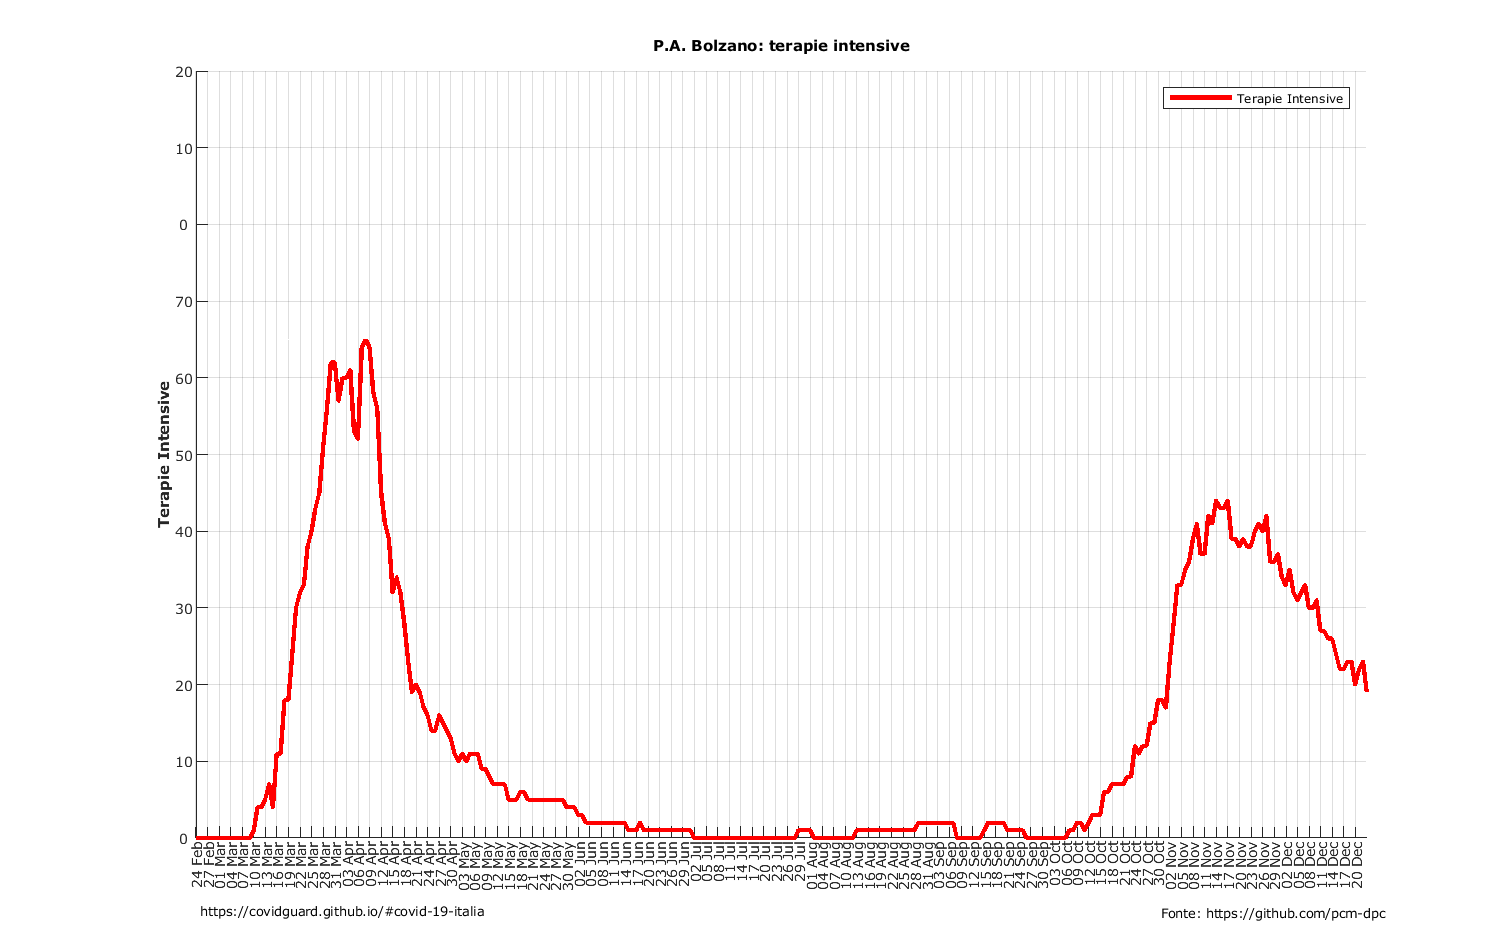 P.A. Bolzano: terapie intensive
20
10
0
70
60
50
40
30
20
10
0
Terapie Intensive
Terapie Intensive
24 Feb
27 Feb
01 Mar
04 Mar
07 Mar
10 Mar
13 Mar
16 Mar
19 Mar
22 Mar
25 Mar
28 Mar
31 Mar
03 Apr
06 Apr
09 Apr
12 Apr
15 Apr
18 Apr
21 Apr
24 Apr
27 Apr
30 Apr
03 May
06 May
09 May
12 May
15 May
18 May
21 May
24 May
27 May
30 May
02 Jun
05 Jun
08 Jun
11 Jun
14 Jun
17 Jun
20 Jun
23 Jun
26 Jun
29 Jun
02 Jul
05 Jul
08 Jul
11 Jul
14 Jul
17 Jul
20 Jul
23 Jul
26 Jul
29 Jul
01 Aug
04 Aug
07 Aug
10 Aug
13 Aug
16 Aug
19 Aug
22 Aug
25 Aug
28 Aug
31 Aug
03 Sep
06 Sep
09 Sep
12 Sep
15 Sep
18 Sep
21 Sep
24 Sep
27 Sep
30 Sep
03 Oct
06 Oct
09 Oct
12 Oct
15 Oct
18 Oct
21 Oct
24 Oct
27 Oct
30 Oct
02 Nov
05 Nov
08 Nov
11 Nov
14 Nov
17 Nov
20 Nov
23 Nov
26 Nov
29 Nov
02 Dec
05 Dec
08 Dec
11 Dec
14 Dec
17 Dec
20 Dec
https://covidguard.github.io/#covid-19-italia
Fonte: https://github.com/pcm-dpc